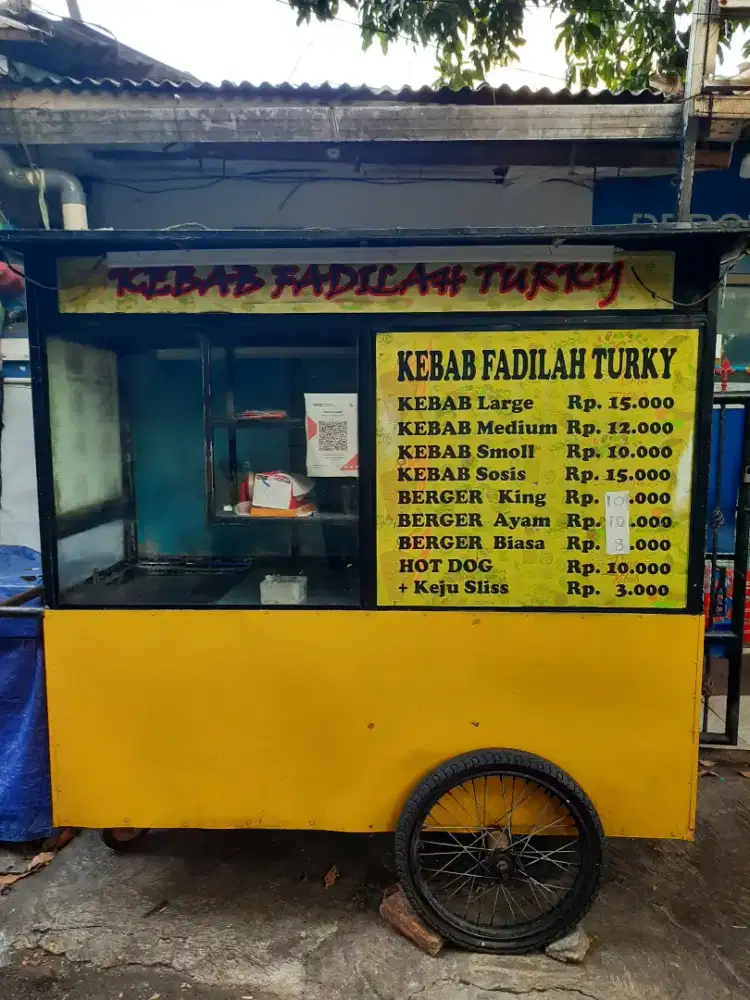 KEBAB FADILAH TURKY
KEBAB FADILAH TURKY
KEBAB Large Rp. 15.000
KEBAB Medium Rp. 12.000
KEBAB Smoll Rp. 10.000
KEBAB Sosis Rp. 15.000
BERGER King Rp. 10.000
BERGER Ayam Rp. 10.000
BERGER Biasa Rp. 8.000
HOT DOG Rp. 10.000
+ Keju Sliss Rp. 3.000